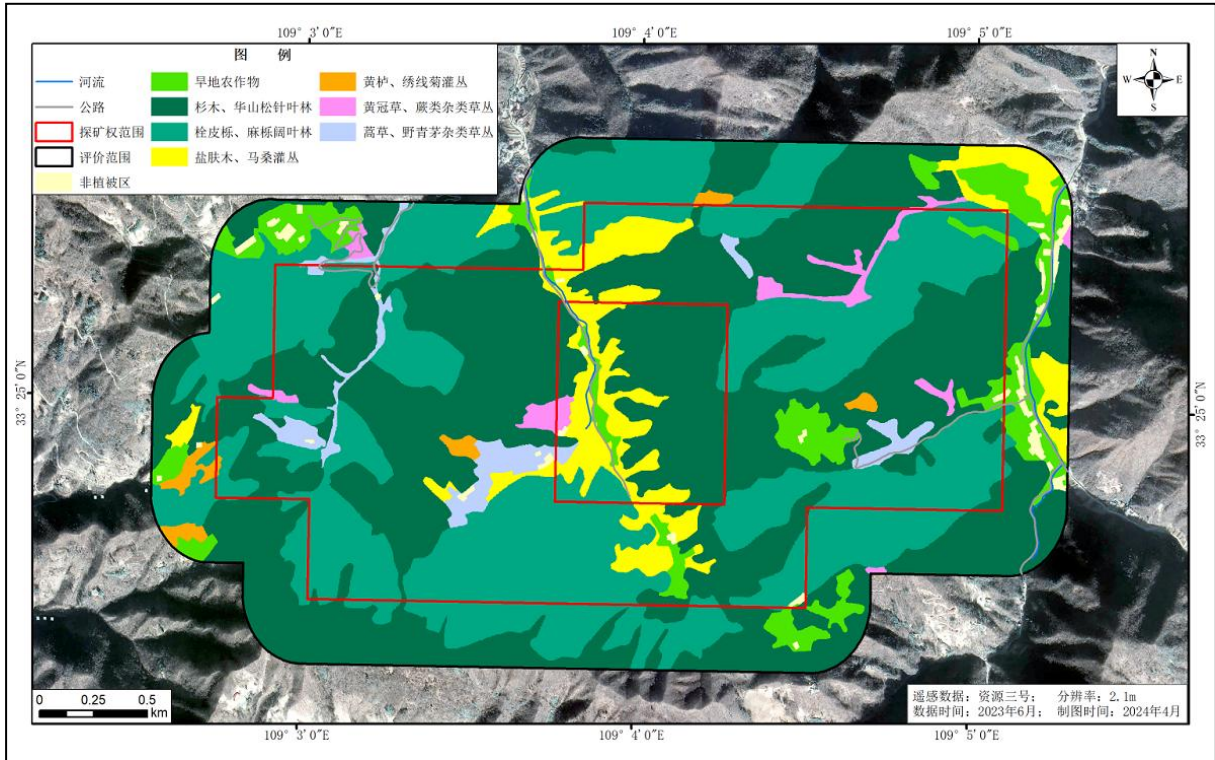 109° 3′0″E
109° 4′0″E
109° 5′0″E
图 例
河流
公路
探矿权范围
评价范围
非植被区
旱地农作物
杉木、华山松针叶林
栓皮栎、麻栎阔叶林
盐肤木、马桑灌丛
黄栌、绣线菊灌丛
黄冠草、蕨类杂类草丛
蒿草、野青茅杂类草丛
N
W
E
S
33° 25′0″N
33° 25′0″N
0 0.25 0.5
km
遥感数据：资源三号； 分辨率：2.1m
数据时间：2023年6月； 制图时间：2024年4月
109° 3′0″E
109° 4′0″E
109° 5′0″E